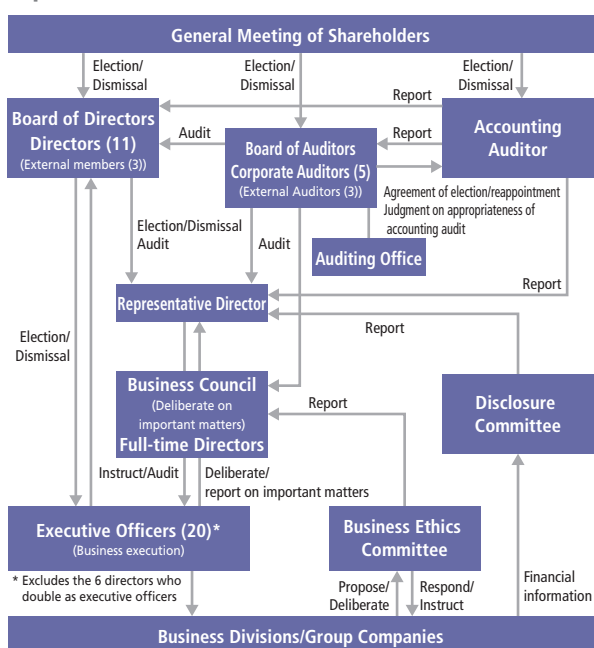 General Meeting of Shareholders
Election/
Dismissal
Election/
Dismissal
Election/
Dismissal
Report
Board of Directors
Directors (11)
(External members (3))
Audit
Board of Auditors
Corporate Auditors (5)
(External Auditors (3))
Report
Accounting
Auditor
Agreement of election/reappointment
Judgment on appropriateness of
accounting audit
Election/Dismissal
Audit
Audit
Auditing Office
Report
Representative Director
Report
Election/
Dismissal
Business Council
(Deliberate on
important matters)
Full-time Directors
Report
Disclosure
Committee
Instruct/Audit
Deliberate/
report on important matters
Executive Officers (20)*
(Business execution)
Business Ethics
Committee
* Excludes the 6 directors who
double as executive officers
Propose/
Deliberate
Respond/
Instruct
Financial
information
Business Divisions/Group Companies